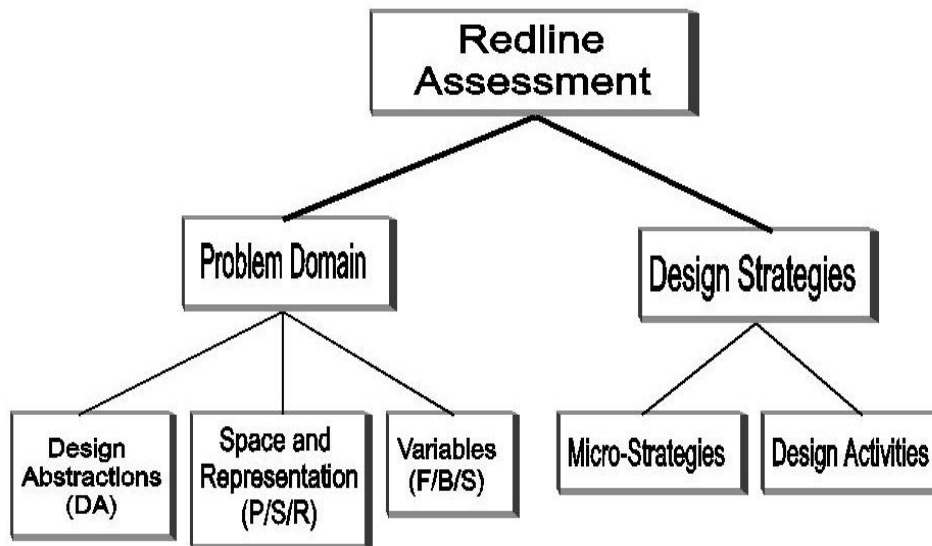 Redline
Assessment
Problem Domain
Design Strategies
Design
Abstractions
(DA)
Space and
Representation
(P/S/R)
Variables
(F/B/S)
Micro-Strategies
Design Activities